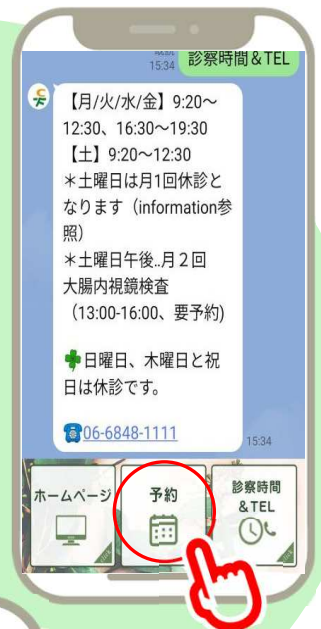 15:34
診察時間&TEL
【月/火/水/金】9:20〜
12:30、16:30〜19:30
【土】9:20〜12:30
＊土曜日は月1回休診と
なります（information参
照）
＊土曜日午後..月２回
大腸内視鏡検査
（13:00-16:00、要予約)
🍀日曜日、木曜日と祝
日は休診です。
☎06-6848-1111
15:34
ホームページ
予約
診察時間
&TEL